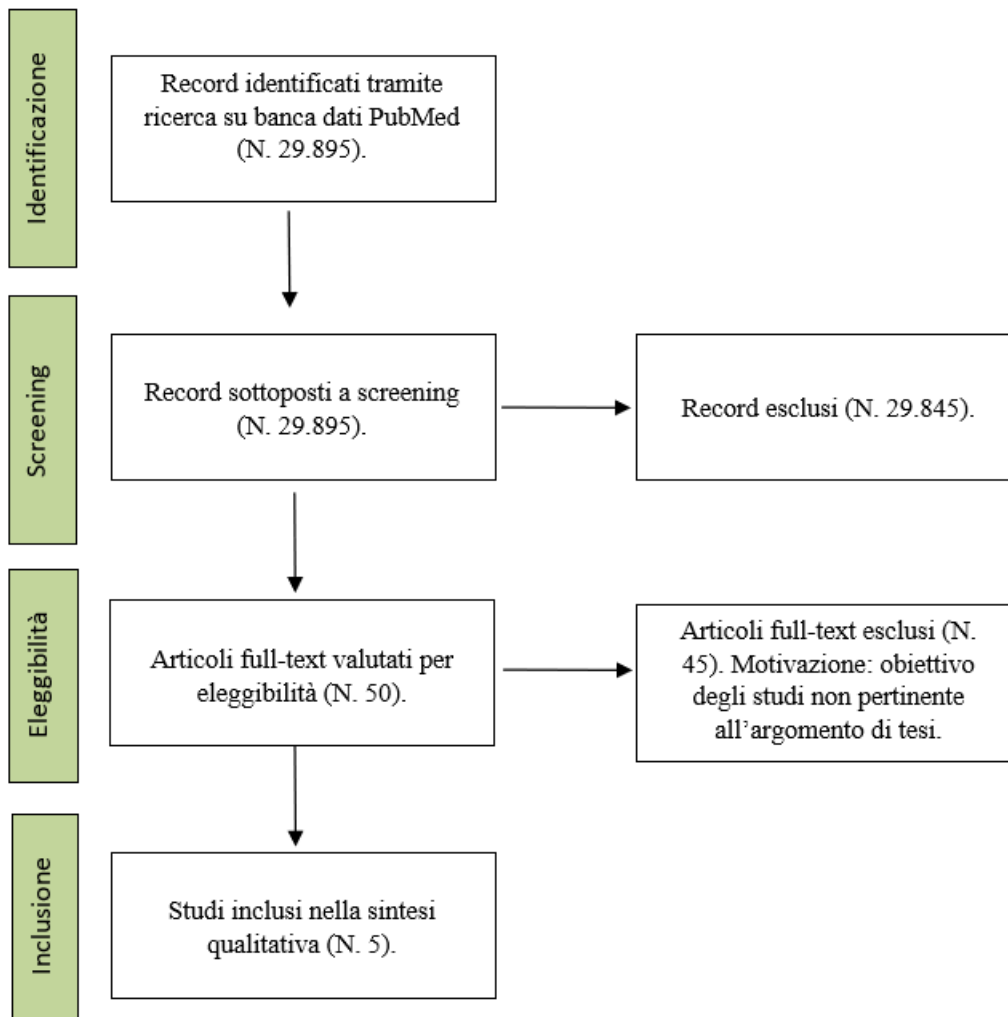 Identificazione
Record identificati tramite
ricerca su banca dati PubMed
(N. 29.895).
Screening
Record sottoposti a screening
(N. 29.895).
Record esclusi (N. 29.845).
Eleggibilità
Articoli full-text valutati per
eleggibilità (N. 50).
Articoli full-text esclusi (N.
45). Motivazione: obiettivo
degli studi non pertinente
all’argomento di tesi.
Inclusione
Studi inclusi nella sintesi
qualitativa (N. 5).